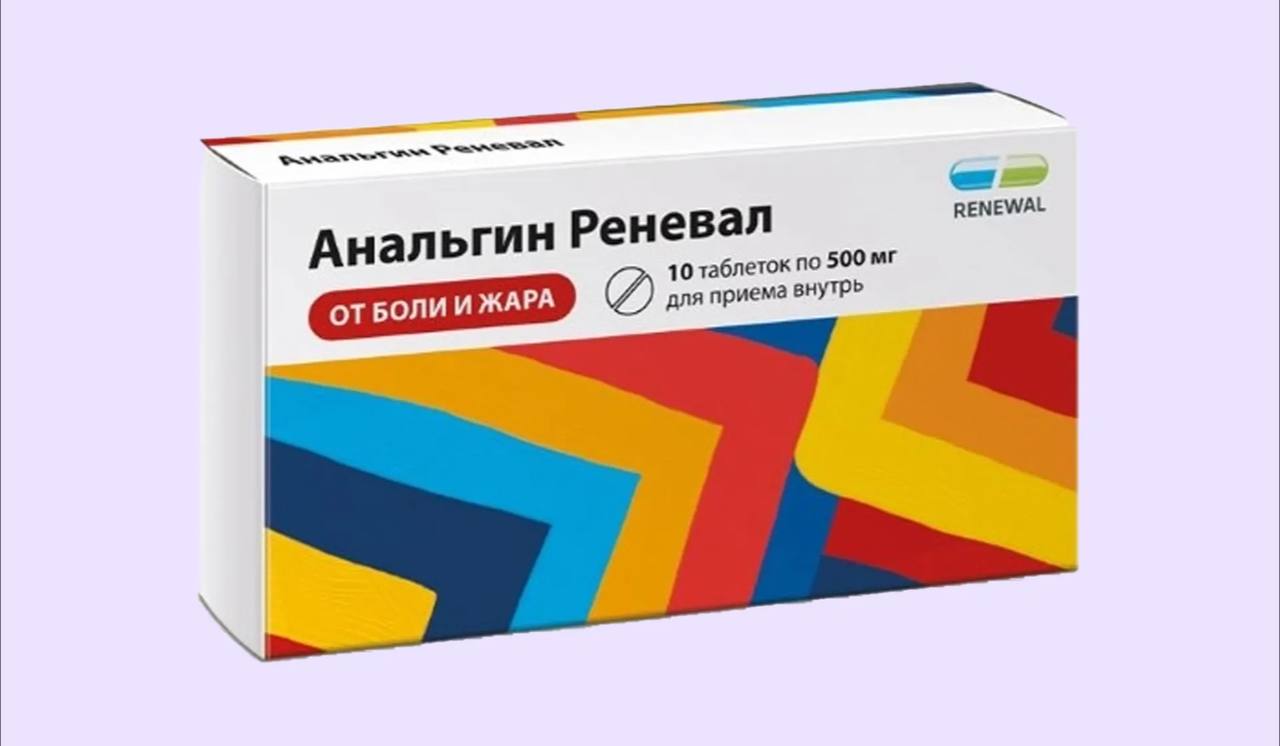 Анальгин Реневал
Анальгин Реневал
RENEWAL
ОТ БОЛИ И ЖАРА
10 таблеток по 500 мг
для приема внутрь